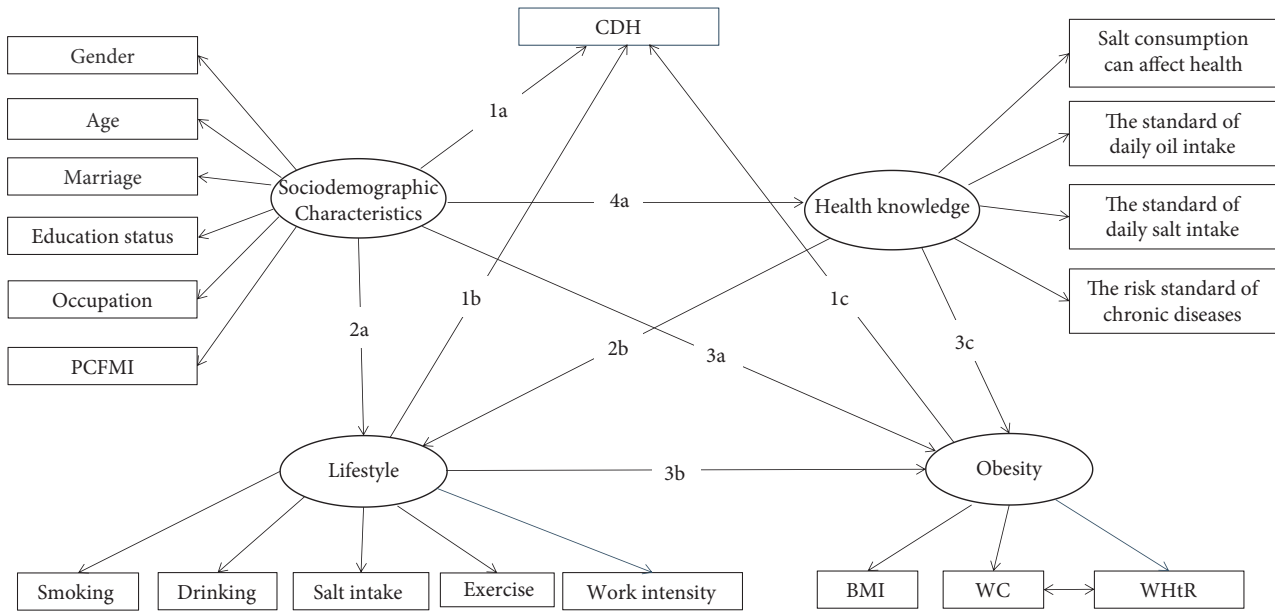 CDH
Gender
Age
Marriage
Education status
Occupation
PCFMI
Sociodemographic
Characteristics
Salt consumption
can affect health
The standard of
daily oil intake
The standard of
daily salt intake
The risk standard of
chronic diseases
Health knowledge
1a
4a
1b
1c
2a
2b
3a
3c
Lifestyle
3b
Obesity
Smoking
Drinking
Salt intake
Exercise
Work intensity
BMI
WC
WHtR